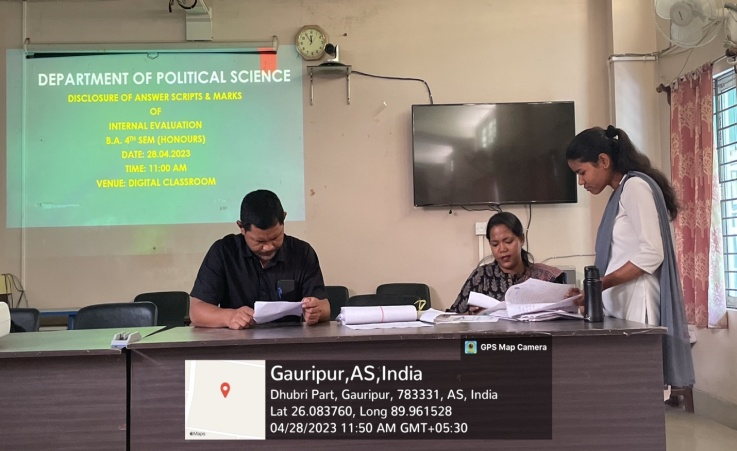 DEPARTMENT OF POLITICAL SCIENCE
DISCLOSURE OF ANSWER SCRIPTS & MARKS
OF
INTERNAL EVALUATION
B.A. 4TH SEM (HONOURS)
DATE: 28.04.2023
TIME: 11:00 AM
VENUE: DIGITAL CLASSROOM
GPS Map Camera
Gauripur,AS,India
Dhubri Part, Gauripur, 783331, AS, India
Lat 26.083760, Long 89.961528
04/28/2023 11:50 AM GMT+05:30
Maps